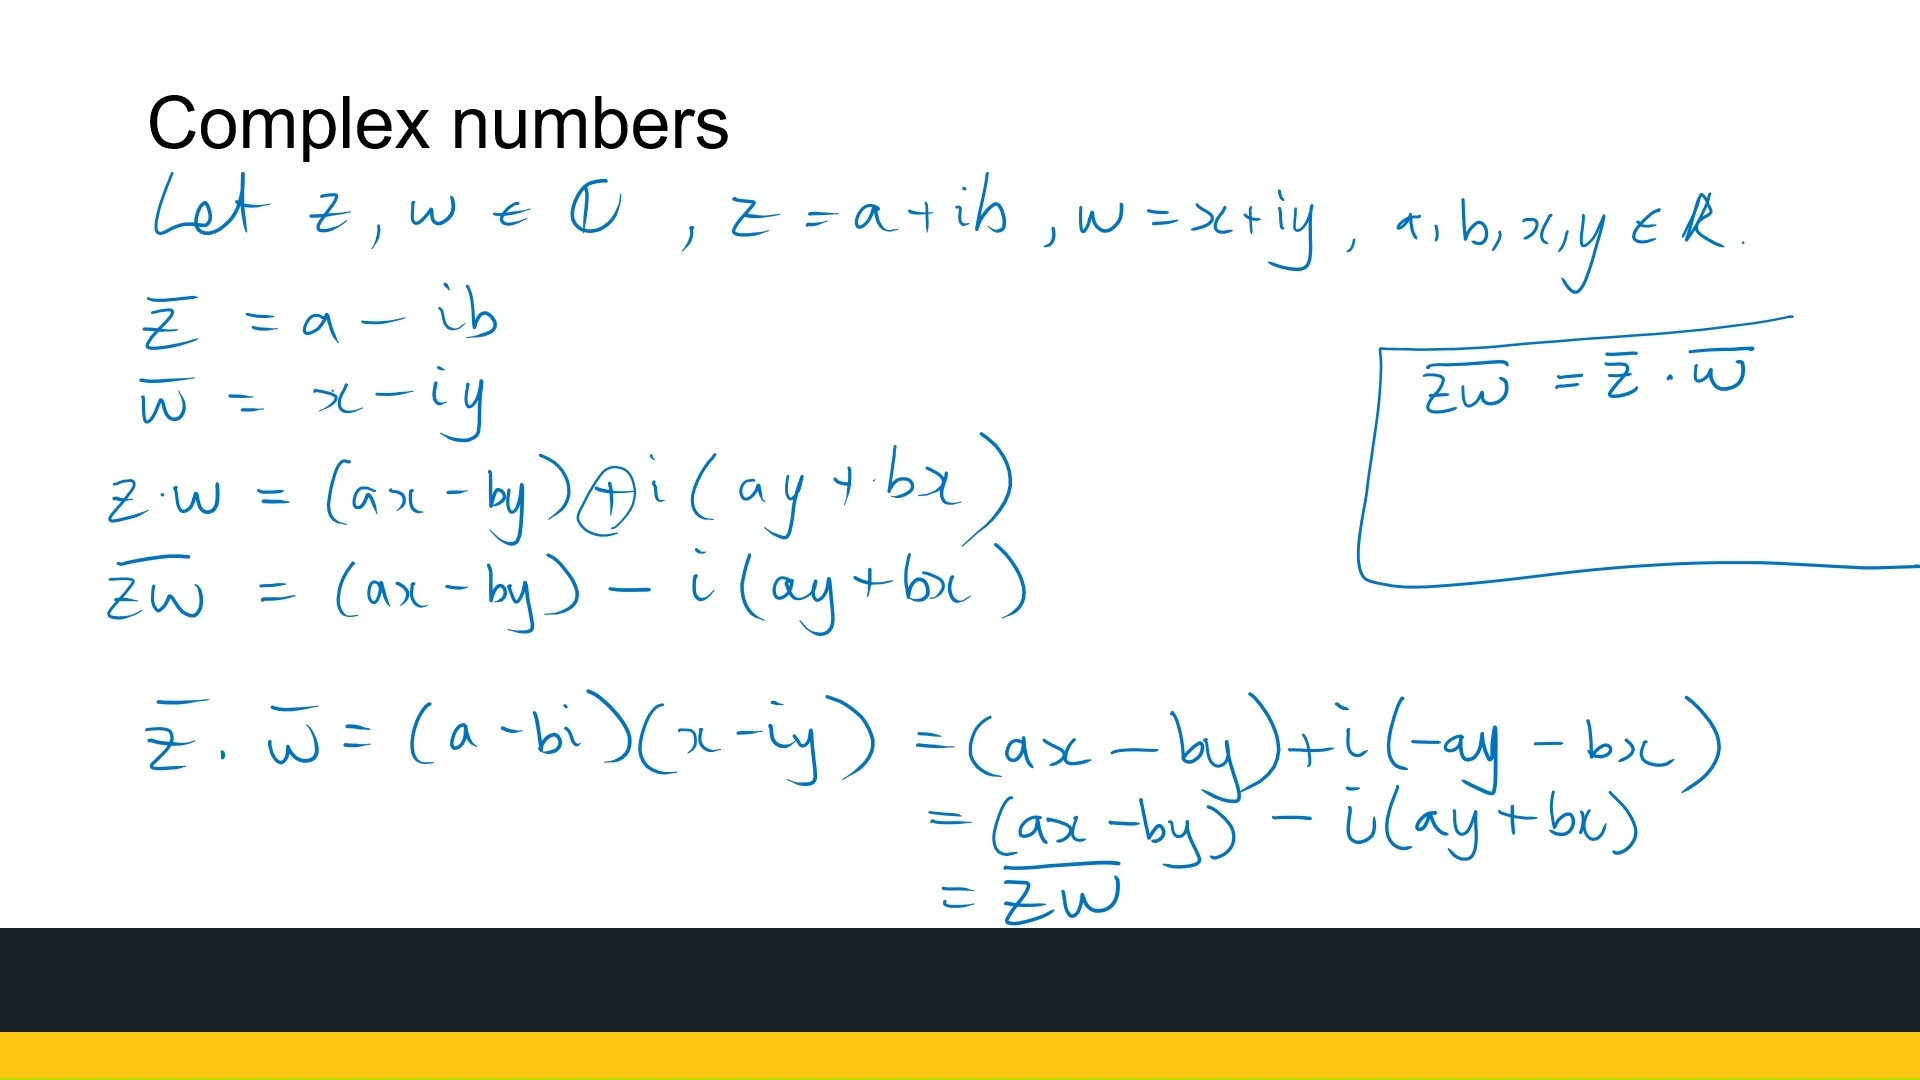 Complex numbers
Let z, w ∈ ℂ , z = a + ib , w = x + iy , a, b, x, y ∈ ℝ.
z̅ = a − ib
w̅ = x − iy
z̅w̅ = z̅ · w̅
z · w = (ax − by) + i (ay + bx)
z̅w̅ = (ax − by) − i (ay + bx)
z̅ . w̅ = (a − bi)(x − iy) = (ax − by) + i(−ay − bx)
= (ax − by) − i(ay + bx)
= z̅w̅